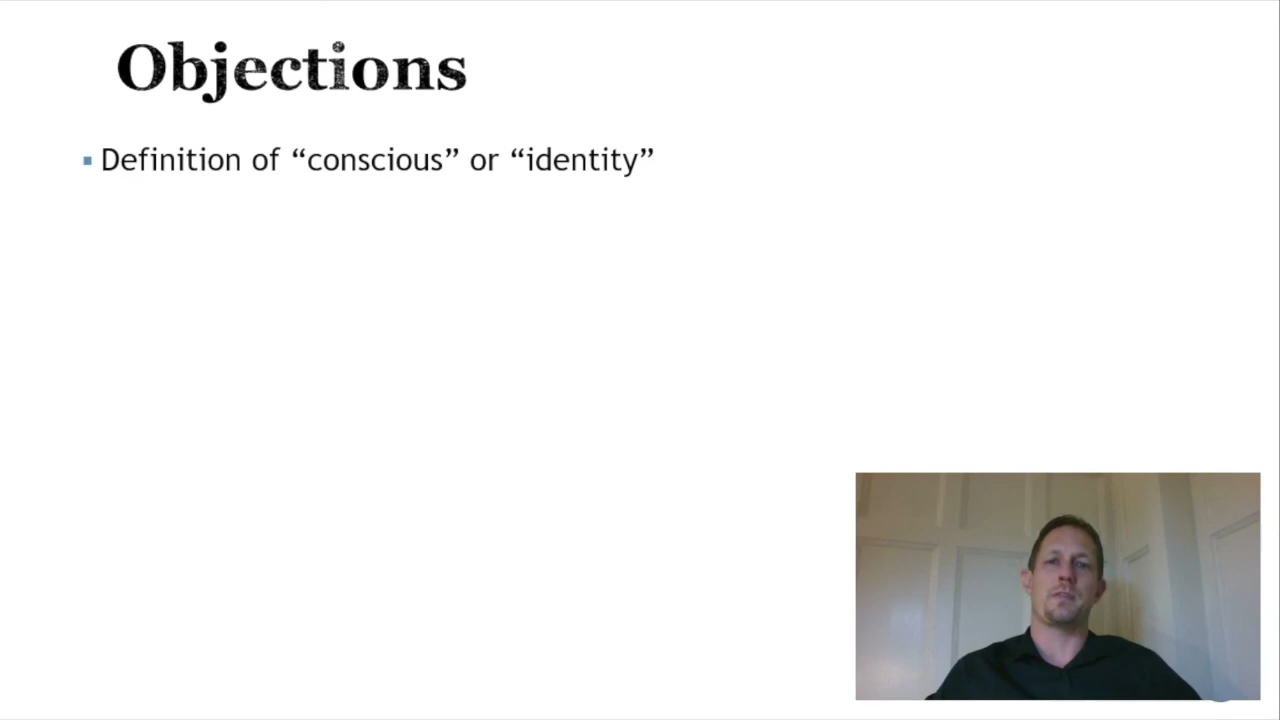 Objections
Definition of “conscious” or “identity”